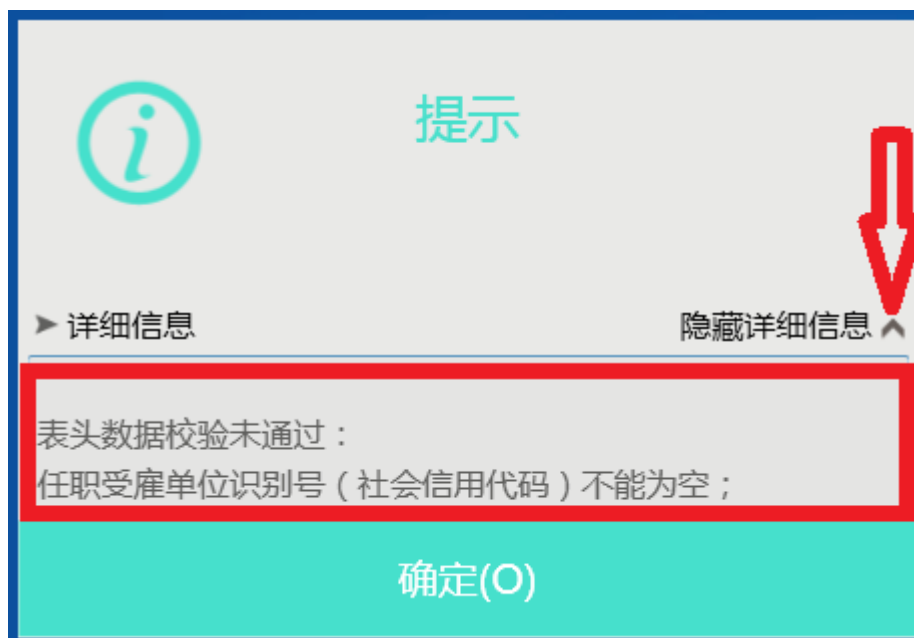 提示
详细信息
隐藏详细信息
表头数据校验未通过：
任职受雇单位识别号（社会信用代码）不能为空；
确定(O)